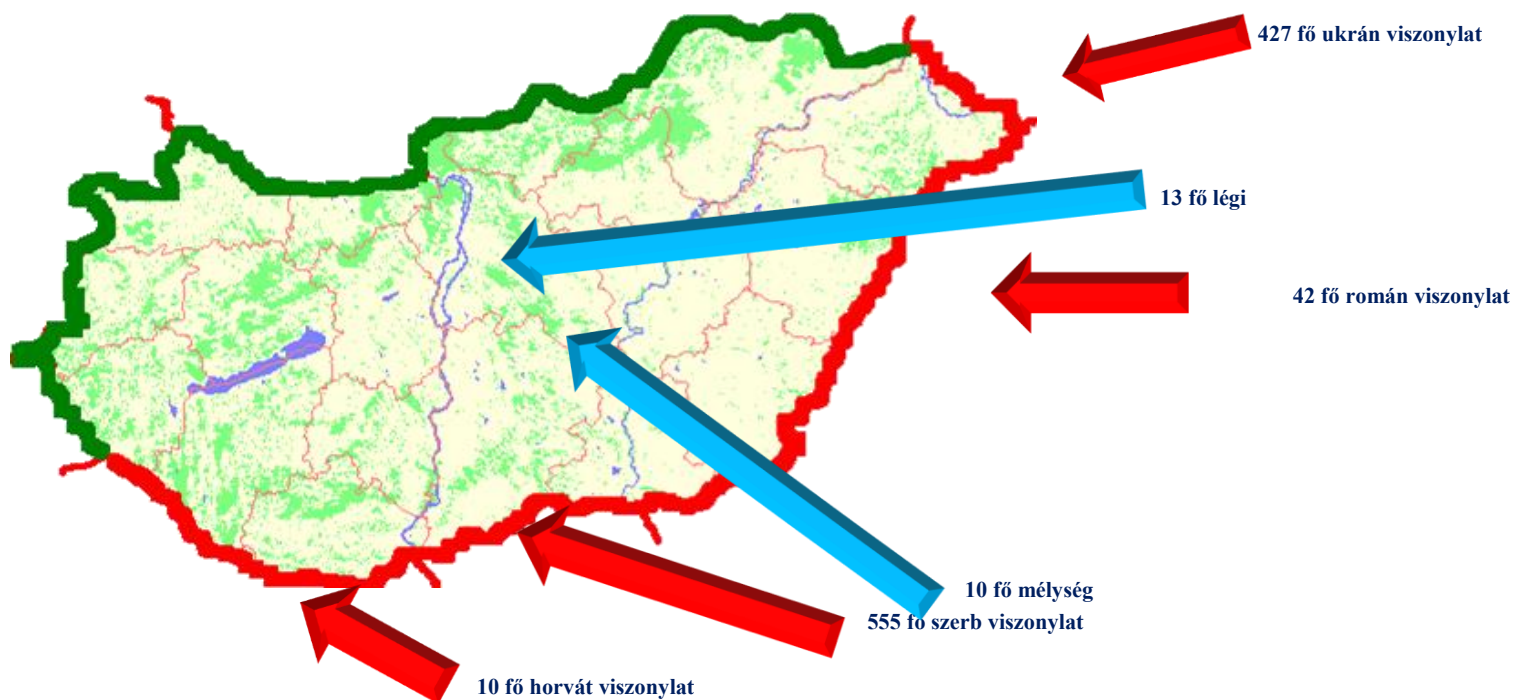 427 fő ukrán viszonylat
13 fő légi
42 fő román viszonylat
10 fő mélység
555 fő szerb viszonylat
10 fő horvát viszonylat